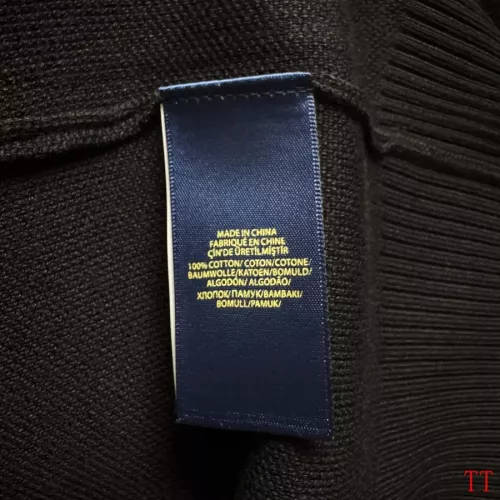 MADE IN CHINA
FABRIQUÉ EN CHINE
ÇİN'DE ÜRETİLMİŞTİR
100% COTTON/ COTON/COTONE/
BAUMWOLLE/KATOEN/BOMULD/
ALGODÓN/ ALGODÃO/
ХЛОПОК/ПАМУК/BAMBAKI/
BOMULL/PAMUK/
TT